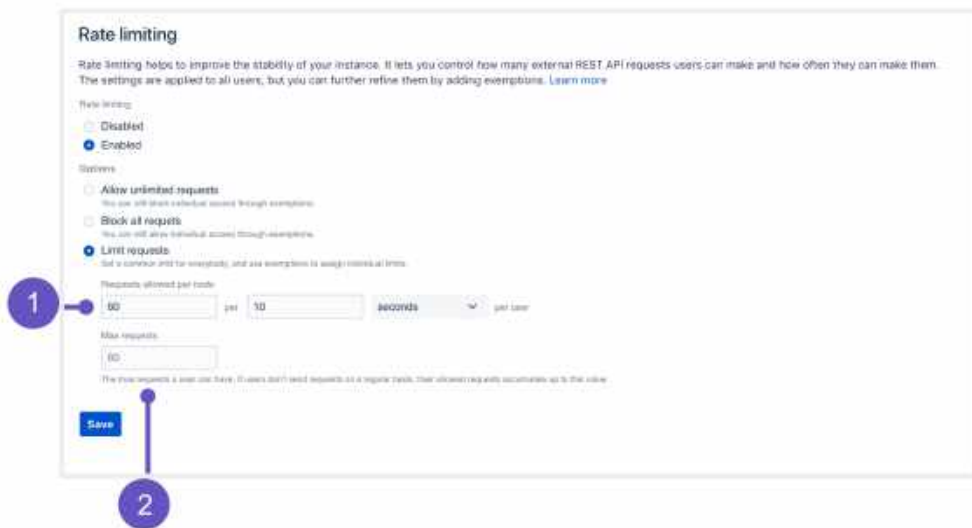 Rate limiting
Rate limiting helps to improve the stability of your instance. It lets you control how many external REST API requests users can make and how often they can make them.
The settings are applied to all users, but you can further refine them by adding exemptions. Learn more
Rate limiting
Disabled
Enabled
Options
Allow unlimited requests
You can still block individual access through exemptions.
Block all requets
You can still allow individual access through exemptions.
Limit requests
Set a common limit for everybody, and use exemptions to assign individual limits.
Requests allowed per node
1
60 per 10 seconds per user
Max requests
60
The max requests a user can have. If users don't send requests on a regular basis, their allowed requests accumulates up to this value
Save
2